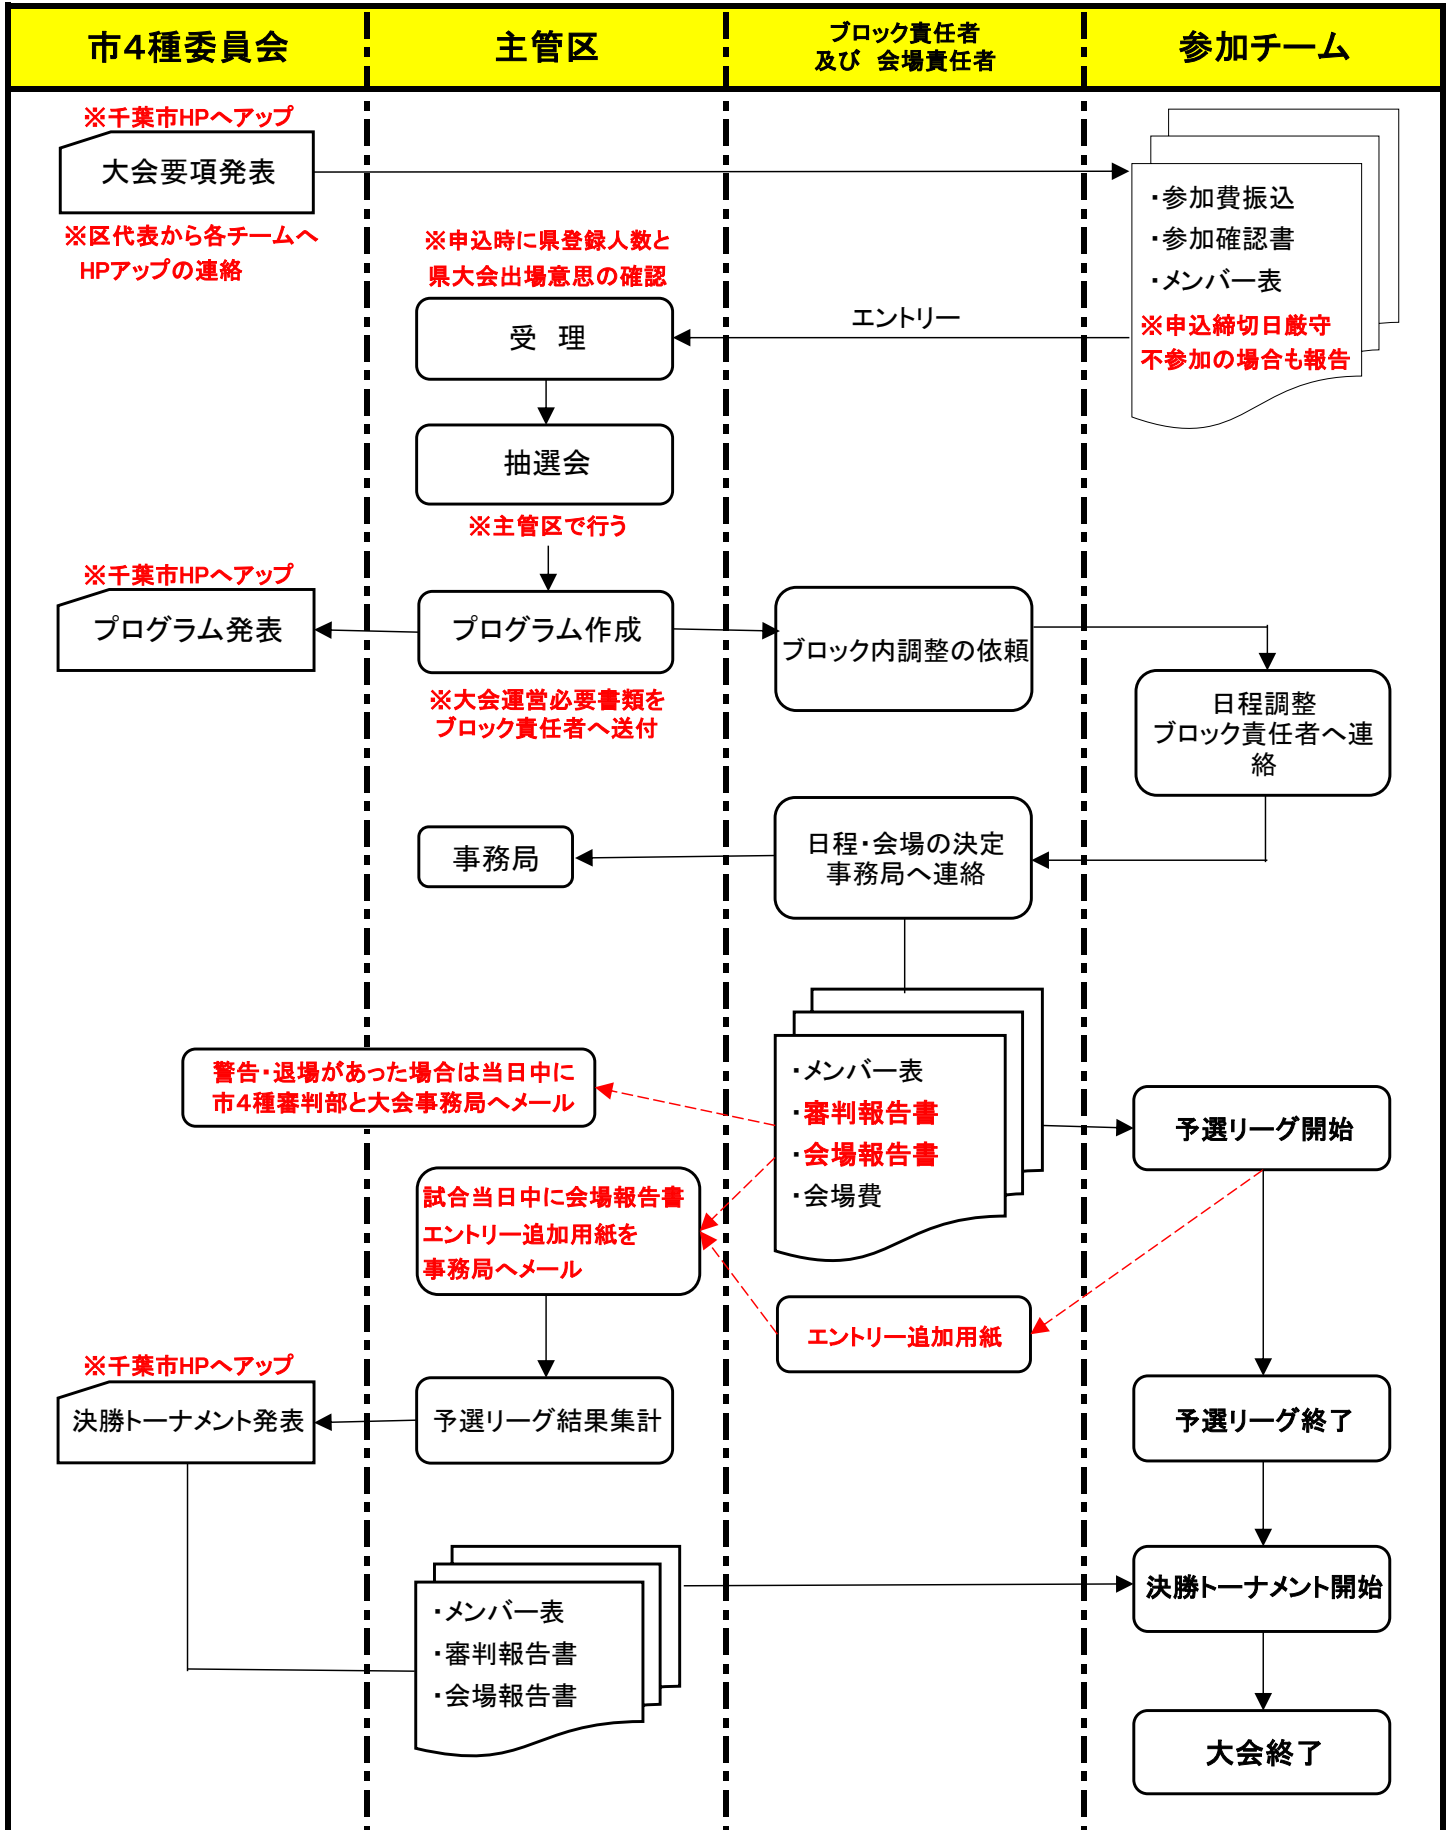 市４種委員会
主管区
ブロック責任者
及び　会場責任者
参加チーム
※千葉市HPへアップ
大会要項発表
※区代表から各チームへ
HPアップの連絡
・参加費振込
・参加確認書
・メンバー表
※申込締切日厳守
不参加の場合も報告
※申込時に県登録人数と
県大会出場意思の確認
エントリー
受　理
抽選会
※主管区で行う
※千葉市HPへアップ
プログラム発表
プログラム作成
※大会運営必要書類を
ブロック責任者へ送付
ブロック内調整の依頼
日程調整
ブロック責任者へ連
絡
事務局
日程・会場の決定
事務局へ連絡
警告・退場があった場合は当日中に
市４種審判部と大会事務局へメール
・メンバー表
・審判報告書
・会場報告書
・会場費
予選リーグ開始
試合当日中に会場報告書
エントリー追加用紙を
事務局へメール
エントリー追加用紙
※千葉市HPへアップ
決勝トーナメント発表
予選リーグ結果集計
予選リーグ終了
・メンバー表
・審判報告書
・会場報告書
決勝トーナメント開始
大会終了